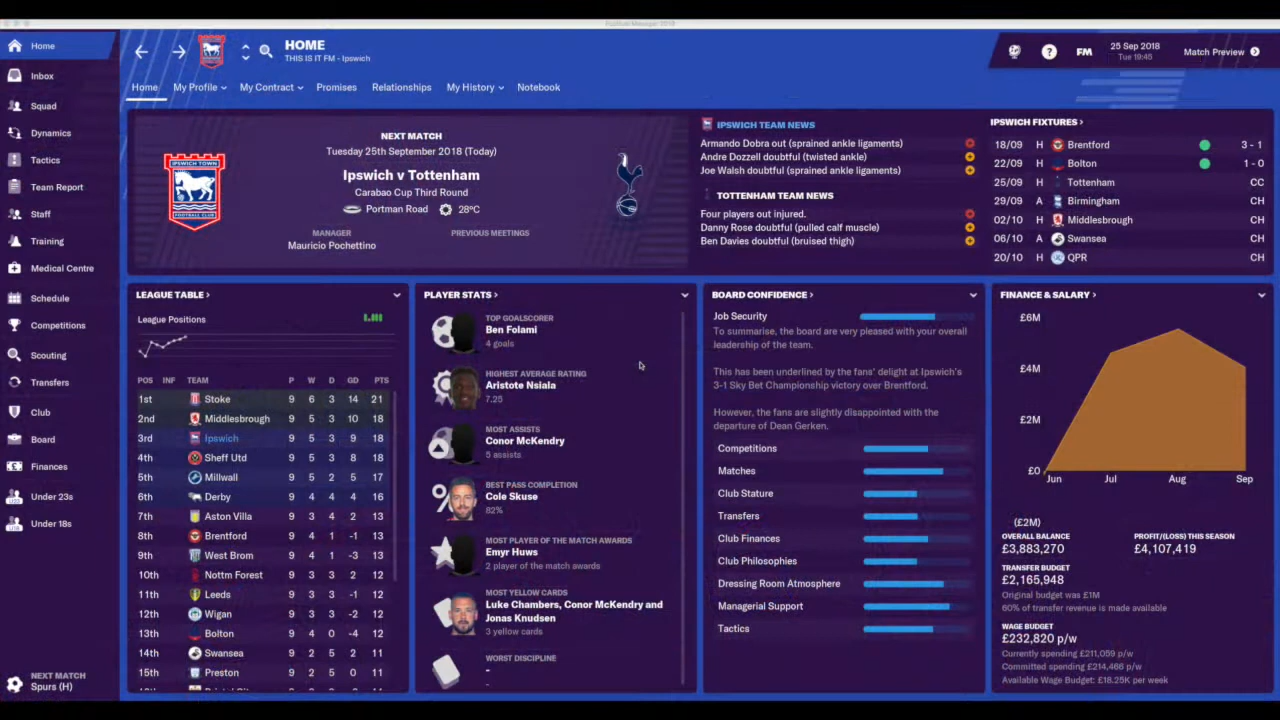 Football Manager 2019
HOME
THIS IS IT FM - Ipswich
FM
25 Sep 2018
Tue 19:45
Match Preview
Home
Inbox
Squad
Dynamics
Tactics
Team Report
Staff
Training
Medical Centre
Schedule
Competitions
Scouting
Transfers
Club
Board
Finances
Under 23s
Under 18s
NEXT MATCH
Spurs (H)
Home My Profile My Contract Promises Relationships My History Notebook
NEXT MATCH
Tuesday 25th September 2018 (Today)
Ipswich v Tottenham
Carabao Cup Third Round
Portman Road 28°C
MANAGER
Mauricio Pochettino
PREVIOUS MEETINGS
IPSWICH TOWN
FOOTBALL CLUB
IPSWICH TEAM NEWS
Armando Dobra out (sprained ankle ligaments)
Andre Dozzell doubtful (twisted ankle)
Joe Walsh doubtful (sprained ankle ligaments)
TOTTENHAM TEAM NEWS
Four players out injured.
Danny Rose doubtful (pulled calf muscle)
Ben Davies doubtful (bruised thigh)
IPSWICH FIXTURES >
18/09 H Brentford 3 - 1
22/09 H Bolton 1 - 0
25/09 H Tottenham CC
29/09 A Birmingham CH
02/10 H Middlesbrough CH
06/10 A Swansea CH
20/10 H QPR CH
LEAGUE TABLE >
League Positions
POS INF TEAM P W D GD PTS
1st Stoke 9 6 3 14 21
2nd Middlesbrough 9 5 3 10 18
3rd Ipswich 9 5 3 9 18
4th Sheff Utd 9 5 3 8 18
5th Millwall 9 5 2 5 17
6th Derby 9 4 4 4 16
7th Aston Villa 9 3 4 2 13
8th Brentford 9 4 1 -1 13
9th West Brom 9 4 1 -3 13
10th Nottm Forest 9 3 3 2 12
11th Leeds 9 3 3 -1 12
12th Wigan 9 3 3 -2 12
13th Bolton 9 4 0 -4 12
14th Swansea 9 2 5 2 11
15th Preston 9 2 5 0 11
PLAYER STATS >
TOP GOALSCORER
Ben Folami
4 goals
HIGHEST AVERAGE RATING
Aristote Nsiala
7.25
MOST ASSISTS
Conor McKendry
5 assists
BEST PASS COMPLETION
Cole Skuse
82%
MOST PLAYER OF THE MATCH AWARDS
Emyr Huws
2 player of the match awards
MOST YELLOW CARDS
Luke Chambers, Conor McKendry and
Jonas Knudsen
3 yellow cards
WORST DISCIPLINE
-
-
BOARD CONFIDENCE >
Job Security
To summarise, the board are very pleased with your overall
leadership of the team.
This has been underlined by the fans' delight at Ipswich's
3-1 Sky Bet Championship victory over Brentford.
However, the fans are slightly disappointed with the
departure of Dean Gerken.
Competitions
Matches
Club Stature
Transfers
Club Finances
Club Philosophies
Dressing Room Atmosphere
Managerial Support
Tactics
FINANCE & SALARY >
£6M
£4M
£2M
£0
Jun Jul Aug Sep
(£2M)
OVERALL BALANCE
£3,883,270
PROFIT/(LOSS) THIS SEASON
£4,107,419
TRANSFER BUDGET
£2,165,948
Original budget was £1M
60% of transfer revenue is made available
WAGE BUDGET
£232,820 p/w
Currently spending £211,059 p/w
Committed spending £214,466 p/w
Available Wage Budget: £18.25K per week